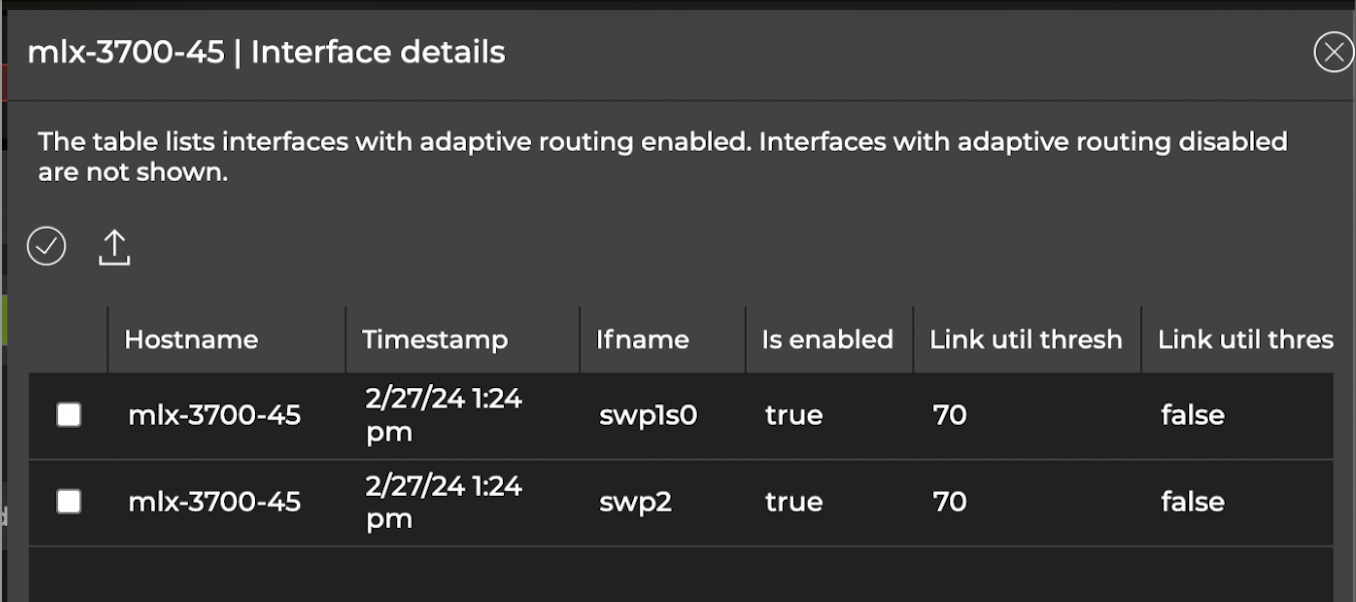 mlx-3700-45 | Interface details
The table lists interfaces with adaptive routing enabled. Interfaces with adaptive routing disabled
are not shown.
Hostname Timestamp Ifname Is enabled Link util thresh Link util thres
mlx-3700-45 2/27/24 1:24 pm swp1s0 true 70 false
mlx-3700-45 2/27/24 1:24 pm swp2 true 70 false